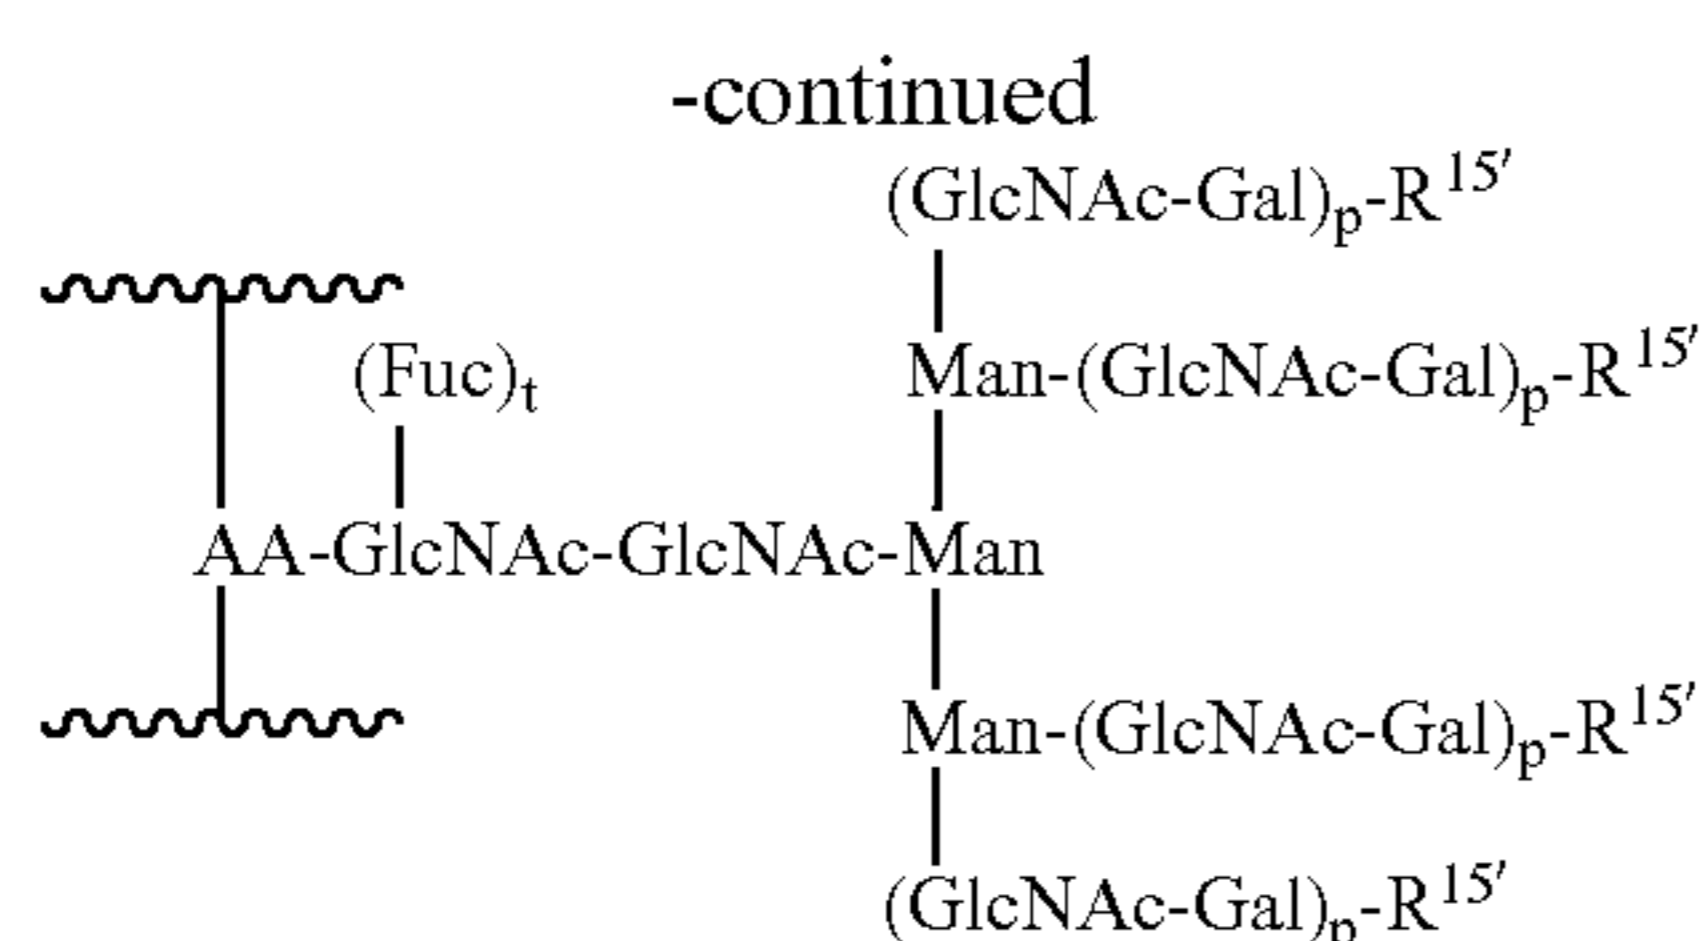 -continued
(GlcNAc-Gal)p-R15′
(Fuc)t
Man-(GlcNAc-Gal)p-R15′
AA-GlcNAc-GlcNAc-Man
Man-(GlcNAc-Gal)p-R15′
(GlcNAc-Gal)p-R15′